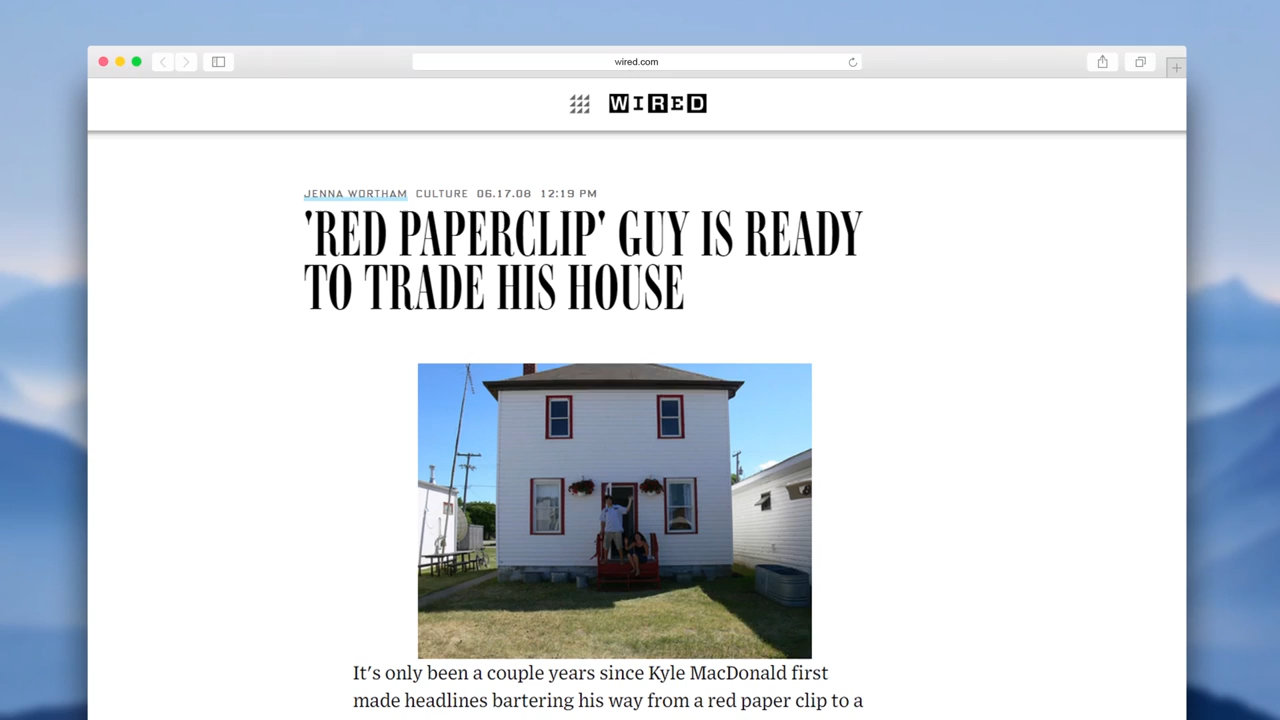 wired.com
WIRED
JENNA WORTHAM CULTURE 06.17.08 12:19 PM
'RED PAPERCLIP' GUY IS READY
TO TRADE HIS HOUSE
It's only been a couple years since Kyle MacDonald first
made headlines bartering his way from a red paper clip to a